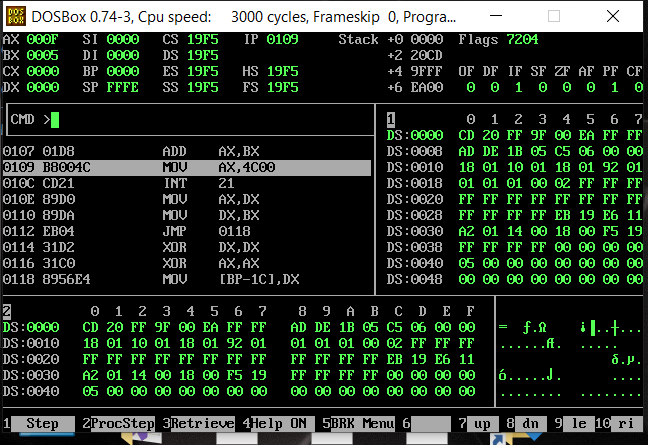 DOSBox 0.74-3, Cpu speed: 3000 cycles, Frameskip 0, Progra...
AX 000F SI 0000 CS 19F5 IP 0109 Stack +0 0000 Flags 7204
BX 0005 DI 0000 DS 19F5 +2 20CD
CX 0000 BP 0000 ES 19F5 HS 19F5 +4 9FFF OF DF IF SF ZF AF PF CF
DX 0000 SP FFFE SS 19F5 FS 19F5 +6 EA00 0 0 1 0 0 0 1 0
CMD >
1 0 1 2 3 4 5 6 7
DS:0000 CD 20 FF 9F 00 EA FF FF
DS:0008 AD DE 1B 05 C5 06 00 00
DS:0010 18 01 10 01 18 01 92 01
DS:0018 01 01 01 00 02 FF FF FF
DS:0020 FF FF FF FF FF FF FF FF
DS:0028 FF FF FF FF EB 19 E6 11
DS:0030 A2 01 14 00 18 00 F5 19
DS:0038 FF FF FF FF 00 00 00 00
DS:0040 05 00 00 00 00 00 00 00
DS:0048 00 00 00 00 00 00 00 00
0107 01D8 ADD AX,BX
0109 B8004C MOV AX,4C00
010C CD21 INT 21
010E 89D0 MOV AX,DX
0110 89DA MOV DX,BX
0112 EB04 JMP 0118
0114 31D2 XOR DX,DX
0116 31C0 XOR AX,AX
0118 8956E4 MOV [BP-1C],DX
2 0 1 2 3 4 5 6 7 8 9 A B C D E F
DS:0000 CD 20 FF 9F 00 EA FF FF AD DE 1B 05 C5 06 00 00
DS:0010 18 01 10 01 18 01 92 01 01 01 01 00 02 FF FF FF
DS:0020 FF FF FF FF FF FF FF FF FF FF FF FF EB 19 E6 11
DS:0030 A2 01 14 00 18 00 F5 19 FF FF FF FF 00 00 00 00
DS:0040 05 00 00 00 00 00 00 00 00 00 00 00 00 00 00 00
1 Step 2ProcStep 3Retrieve 4Help ON 5BRK Menu 6 7 up 8 dn 9 le 10 ri